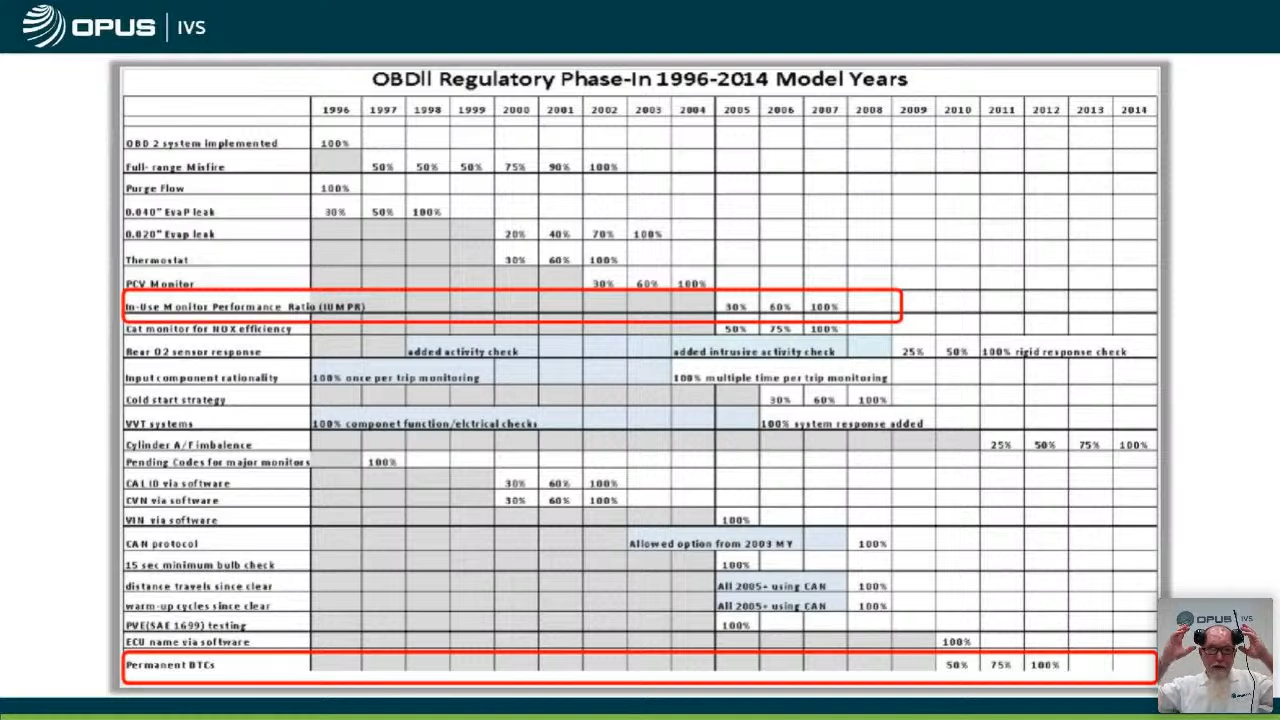 OPUS IVS
OBDll Regulatory Phase-In 1996-2014 Model Years
1996 1997 1998 1999 2000 2001 2002 2003 2004 2005 2006 2007 2008 2009 2010 2011 2012 2013 2014
OBD 2 system implemented 100%
Full- range Misfire 50% 50% 50% 75% 90% 100%
Purge Flow 100%
0.040" EvaP leak 30% 50% 100%
0.020" Evap leak 20% 40% 70% 100%
Thermostat 30% 60% 100%
PCV Monitor 30% 60% 100%
In-Use Monitor Performance Ratio (IUMPR) 30% 60% 100%
Cat monitor for NOX efficiency 50% 75% 100%
Rear O2 sensor response added activity check added intrusive activity check 25% 50% 100% rigid response check
Input component rationality 100% once per trip monitoring 100% multiple time per trip monitoring
Cold start strategy 30% 60% 100%
VVT systems 100% componet function/elctrical checks 100% system response added
Cylinder A/F imbalence 25% 50% 75% 100%
Pending Codes for major monitors 100%
CAL ID via software 30% 60% 100%
CVN via software 30% 60% 100%
VIN via software 100%
CAN protocol Allowed option from 2003 MY 100%
15 sec minimum bulb check 100%
distance travels since clear All 2005+ using CAN 100%
warm-up cycles since clear All 2005+ using CAN 100%
PVE(SAE 1699) testing 100%
ECU name via software 100%
Permanent DTCs 50% 75% 100%
OPUS IVS
OPUS IVS